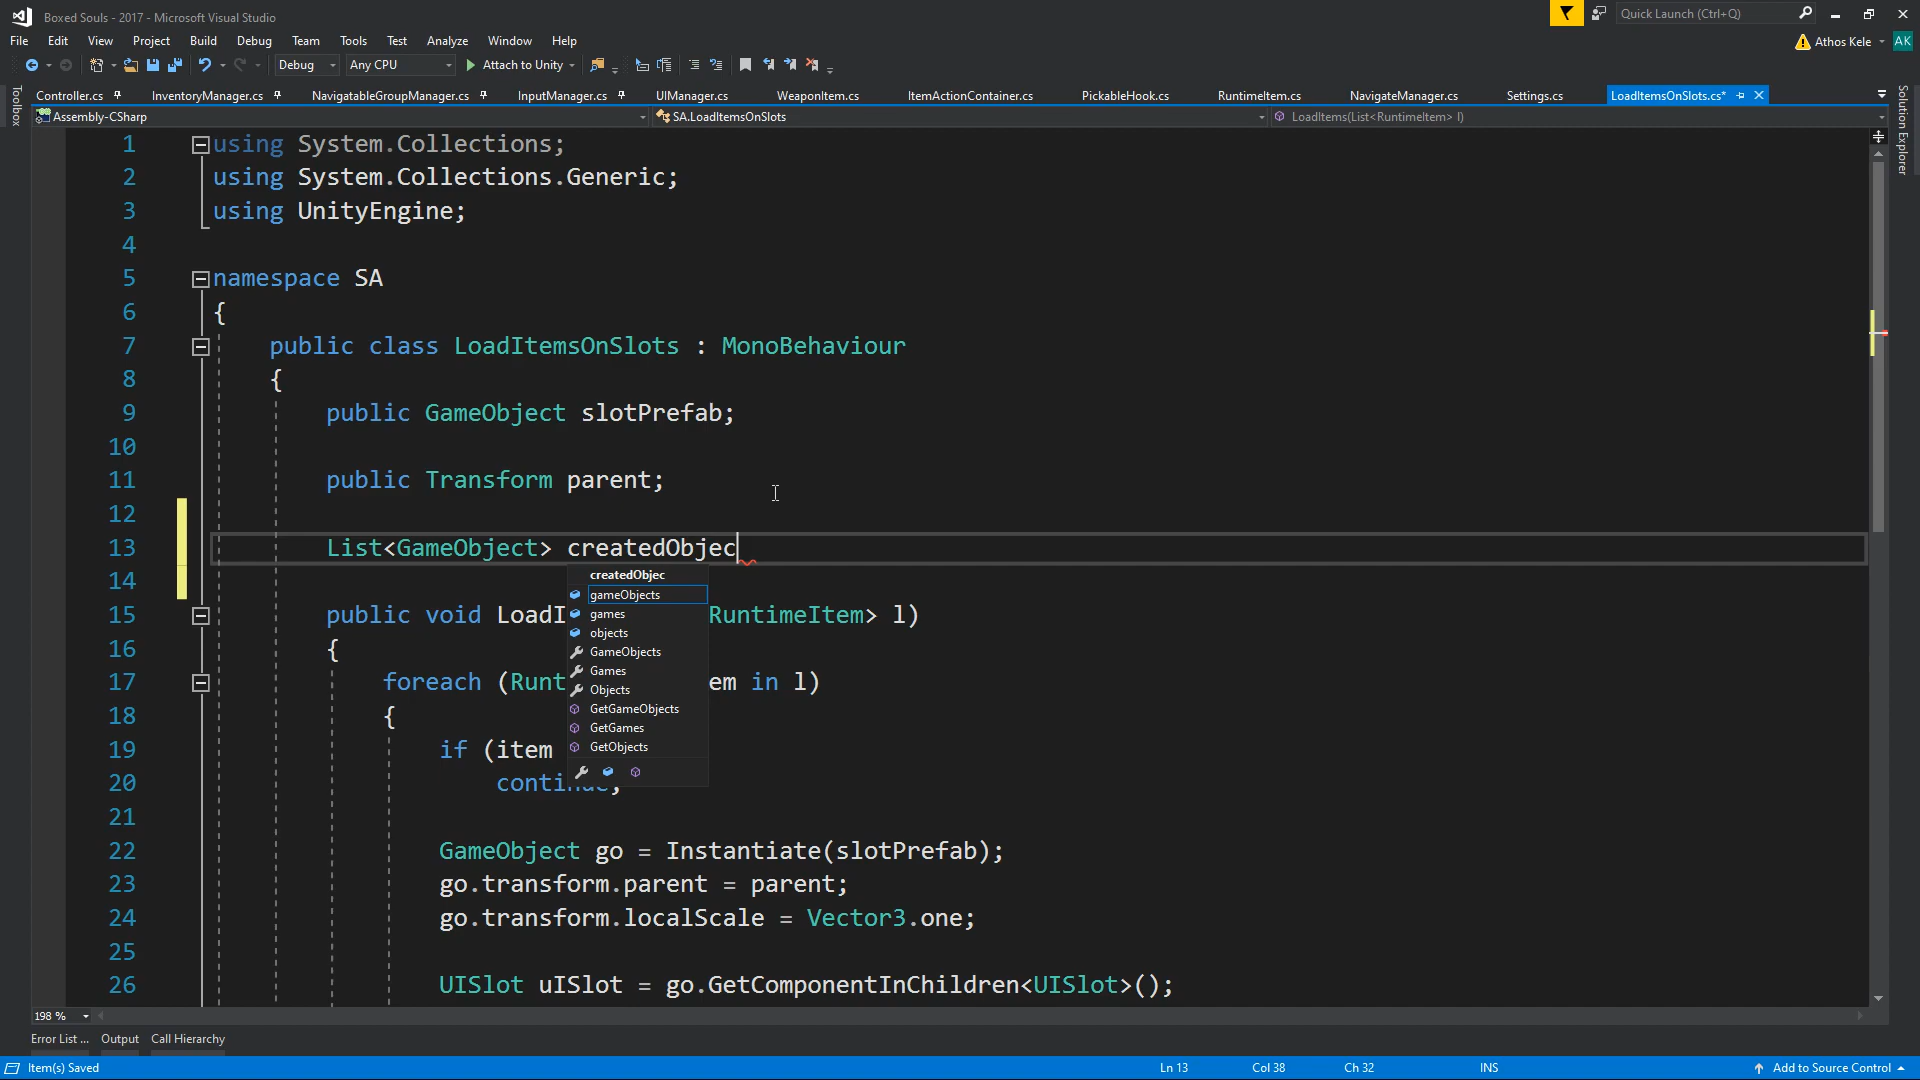 Boxed Souls - 2017 - Microsoft Visual Studio
Quick Launch (Ctrl+Q)
File Edit View Project Build Debug Team Tools Test Analyze Window Help
Athos Kele AK
Debug Any CPU Attach to Unity
Toolbox
Solution Explorer
Controller.cs InventoryManager.cs NavigatableGroupManager.cs InputManager.cs UIManager.cs WeaponItem.cs ItemActionContainer.cs PickableHook.cs RuntimeItem.cs NavigateManager.cs Settings.cs LoadItemsOnSlots.cs*
Assembly-CSharp SA.LoadItemsOnSlots LoadItems(List<RuntimeItem> l)
1 using System.Collections;
2 using System.Collections.Generic;
3 using UnityEngine;
4
5 namespace SA
6 {
7 public class LoadItemsOnSlots : MonoBehaviour
8 {
9 public GameObject slotPrefab;
10
11 public Transform parent;
12
13 List<GameObject> createdObjec
14
15 public void LoadI RuntimeItem> l)
16 {
17 foreach (Runt em in l)
18 {
19 if (item
20 continue;
21
22 GameObject go = Instantiate(slotPrefab);
23 go.transform.parent = parent;
24 go.transform.localScale = Vector3.one;
25
26 UISlot uISlot = go.GetComponentInChildren<UISlot>();
createdObjec
gameObjects
games
objects
GameObjects
Games
Objects
GetGameObjects
GetGames
GetObjects
198 %
Error List ... Output Call Hierarchy
Item(s) Saved Ln 13 Col 38 Ch 32 INS Add to Source Control